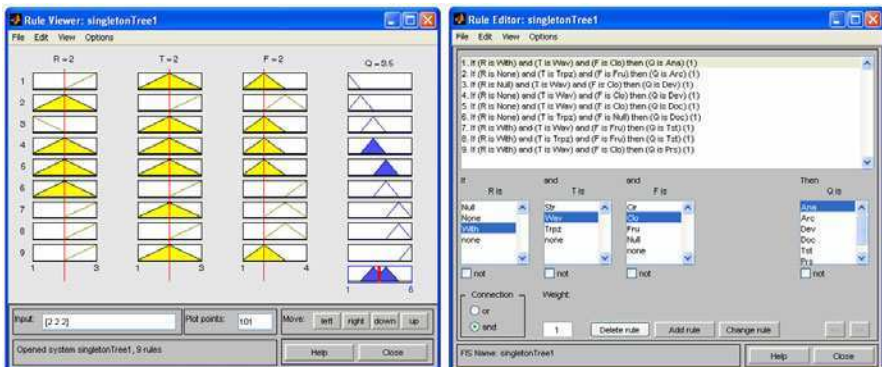 Rule Viewer: singletonTree1
File Edit View Options
R = 2 T = 2 F = 2 Q = 3.5
1
2
3
4
5
6
7
8
9
1 3 1 3 1 4
1 6
Input: [2 2 2] Plot points: 101 Move: left right down up
Opened system singletonTree1, 9 rules Help Close
Rule Editor: singletonTree1
File Edit View Options
1. If (R is With) and (T is Wav) and (F is Clo) then (Q is Ana) (1)
2. If (R is None) and (T is Trpz) and (F is Fru) then (Q is Arc) (1)
3. If (R is Null) and (T is Wav) and (F is Clo) then (Q is Dev) (1)
4. If (R is None) and (T is Wav) and (F is Clo) then (Q is Dev) (1)
5. If (R is None) and (T is Wav) and (F is Clo) then (Q is Doc) (1)
6. If (R is None) and (T is Trpz) and (F is Null) then (Q is Doc) (1)
7. If (R is With) and (T is Wav) and (F is Fru) then (Q is Tst) (1)
8. If (R is With) and (T is Trpz) and (F is Fru) then (Q is Tst) (1)
9. If (R is With) and (T is Wav) and (F is Clo) then (Q is Prs) (1)
If and and Then
R is T is F is Q is
Null
None
With
none
Str
Wav
Trpz
none
Cir
Clo
Fru
Null
none
Ana
Arc
Dev
Doc
Tst
Prs
not not not not
Connection Weight:
or
and 1 Delete rule Add rule Change rule << >>
FIS Name: singletonTree1 Help Close